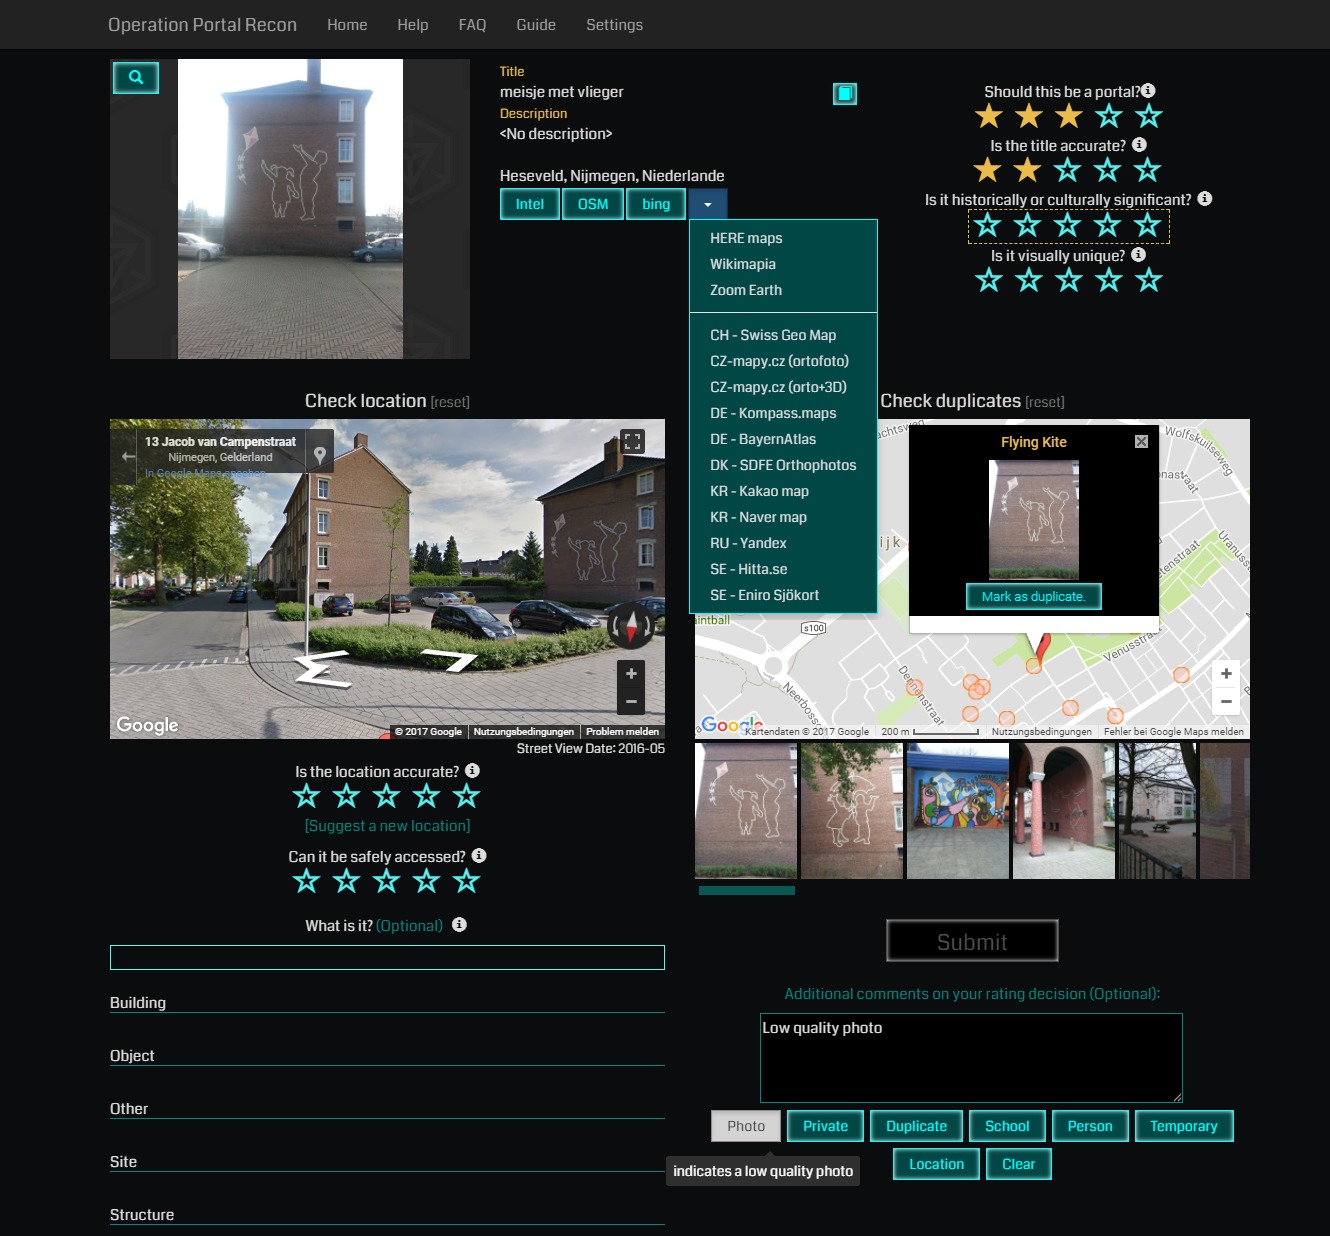 Operation Portal Recon Home Help FAQ Guide Settings
Title
meisje met vlieger
Description
<No description>
Heseveld, Nijmegen, Niederlande
Intel OSM bing
HERE maps
Wikimapia
Zoom Earth
CH - Swiss Geo Map
CZ-mapy.cz (ortofoto)
CZ-mapy.cz (orto+3D)
DE - Kompass.maps
DE - BayernAtlas
DK - SDFE Orthophotos
KR - Kakao map
KR - Naver map
RU - Yandex
SE - Hitta.se
SE - Eniro Sjökort
Should this be a portal?
Is the title accurate?
Is it historically or culturally significant?
Is it visually unique?
Check location [reset]
13 Jacob van Campenstraat
Nijmegen, Gelderland
In Google Maps ansehen
Google
© 2017 Google Nutzungsbedingungen Problem melden
Street View Date: 2016-05
Is the location accurate?
[Suggest a new location]
Can it be safely accessed?
What is it? (Optional)
Building
Object
Other
Site
Structure
Check duplicates [reset]
Flying Kite
Mark as duplicate.
achtsweg
Wolfskuilseweg
nastraat
Uranus
etenstraat
ijk
aintball
s100
Venusstraat
Dennenstraat
Neerboss
Google
Kartendaten © 2017 Google 200 m Nutzungsbedingungen Fehler bei Google Maps melden
Submit
Additional comments on your rating decision (Optional):
Low quality photo
Photo Private Duplicate School Person Temporary
indicates a low quality photo
Location Clear